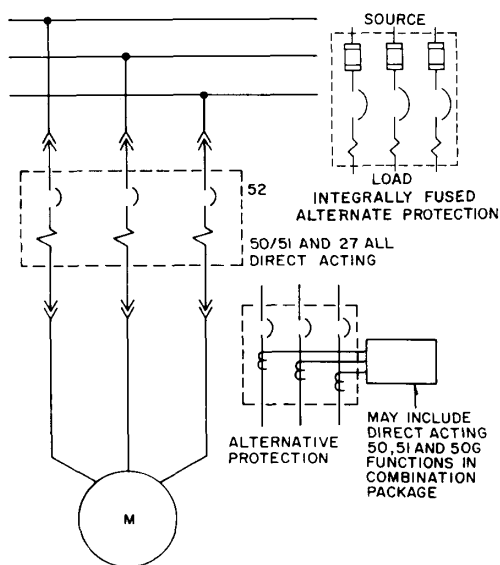 SOURCE
LOAD
INTEGRALLY FUSED
ALTERNATE PROTECTION
52
50/51 AND 27 ALL
DIRECT ACTING
ALTERNATIVE
PROTECTION
MAY INCLUDE
DIRECT ACTING
50, 51 AND 50G
FUNCTIONS IN
COMBINATION
PACKAGE
M